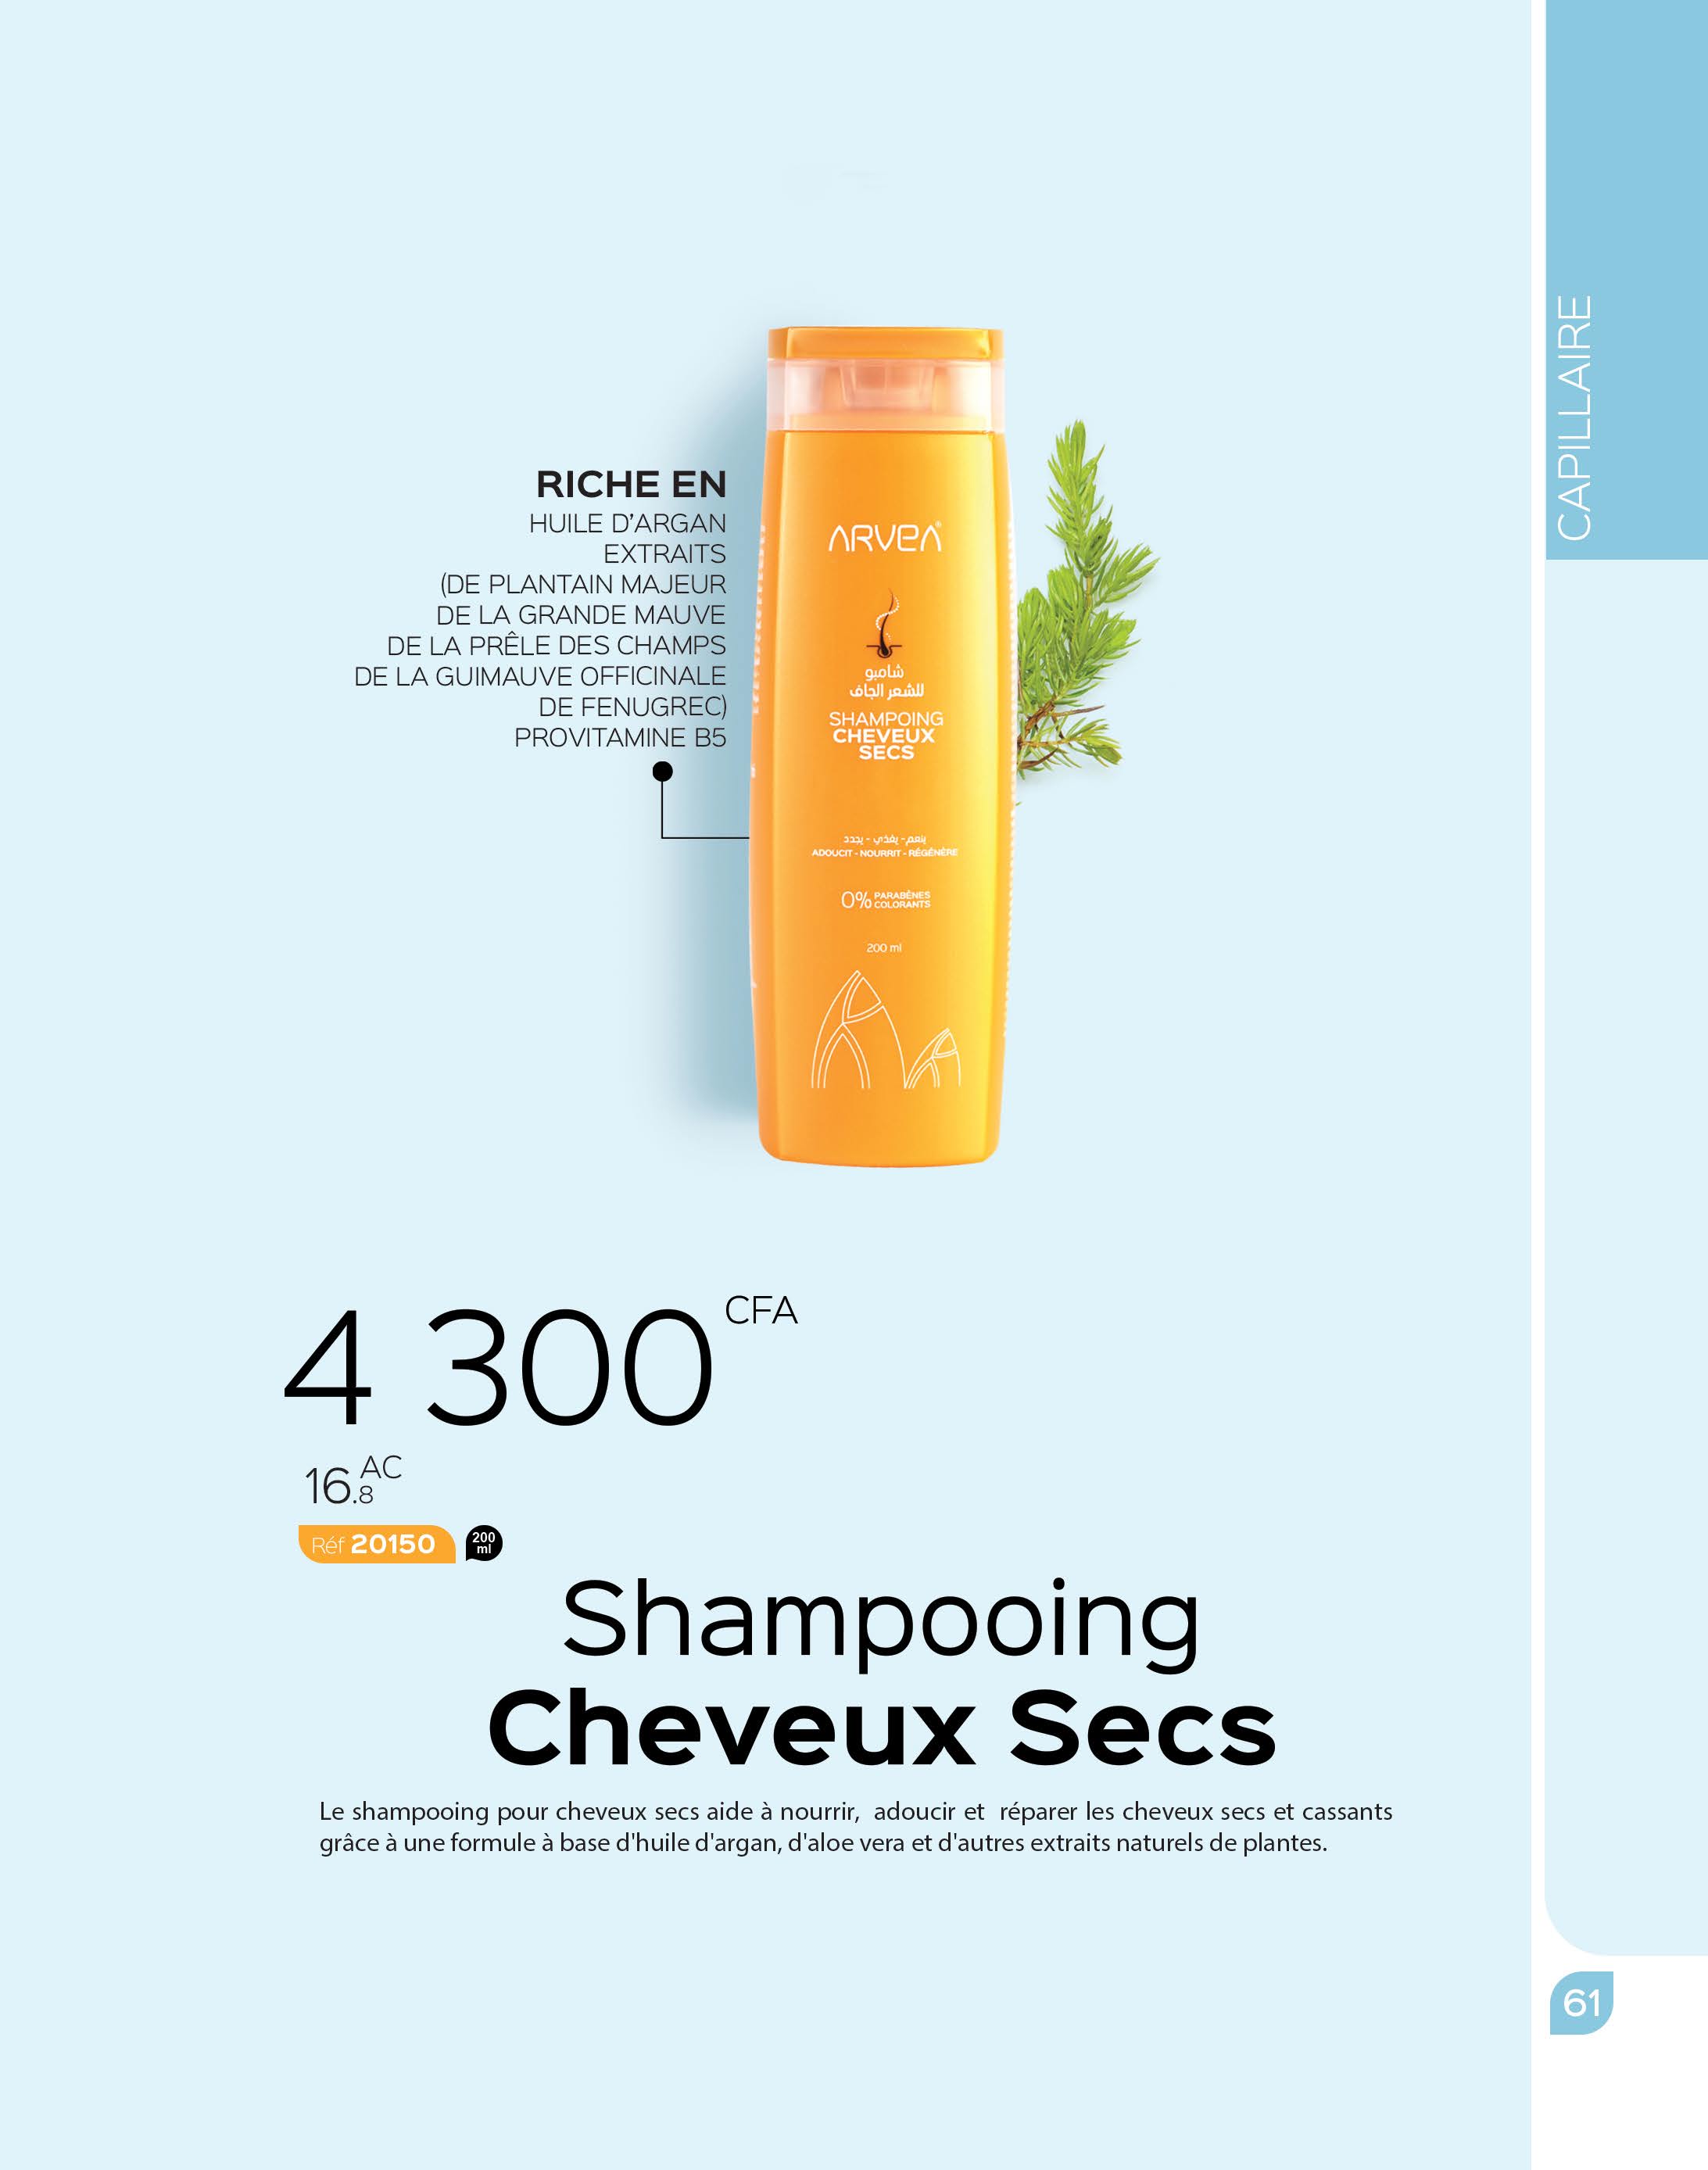 CAPILLAIRE
RICHE EN
HUILE D'ARGAN
EXTRAITS
(DE PLANTAIN MAJEUR
DE LA GRANDE MAUVE
DE LA PRÊLE DES CHAMPS
DE LA GUIMAUVE OFFICINALE
DE FENUGREC)
PROVITAMINE B5
ARVEA
شامبو
للشعر الجاف
SHAMPOING
CHEVEUX
SECS
ينعم - يغذي - يجدد
ADOUCIT - NOURRIT - RÉGÉNÈRE
0% PARABÈNES
COLORANTS
200 ml
4 300 CFA
16.8 AC
Réf 20150
200
ml
Shampooing
Cheveux Secs
Le shampooing pour cheveux secs aide à nourrir, adoucir et réparer les cheveux secs et cassants
grâce à une formule à base d'huile d'argan, d'aloe vera et d'autres extraits naturels de plantes.
61